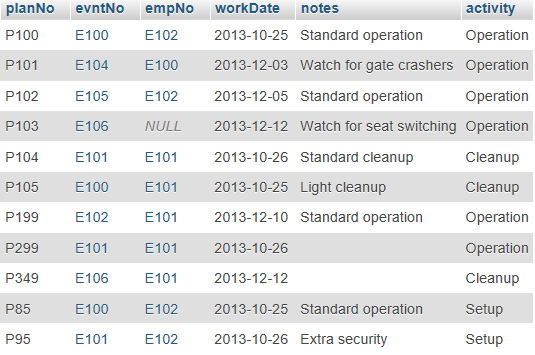 planNo evntNo empNo workDate notes activity
P100 E100 E102 2013-10-25 Standard operation Operation
P101 E104 E100 2013-12-03 Watch for gate crashers Operation
P102 E105 E102 2013-12-05 Standard operation Operation
P103 E106 NULL 2013-12-12 Watch for seat switching Operation
P104 E101 E101 2013-10-26 Standard cleanup Cleanup
P105 E100 E101 2013-10-25 Light cleanup Cleanup
P199 E102 E101 2013-12-10 Standard operation Operation
P299 E101 E101 2013-10-26 Operation
P349 E106 E101 2013-12-12 Cleanup
P85 E100 E102 2013-10-25 Standard operation Setup
P95 E101 E102 2013-10-26 Extra security Setup